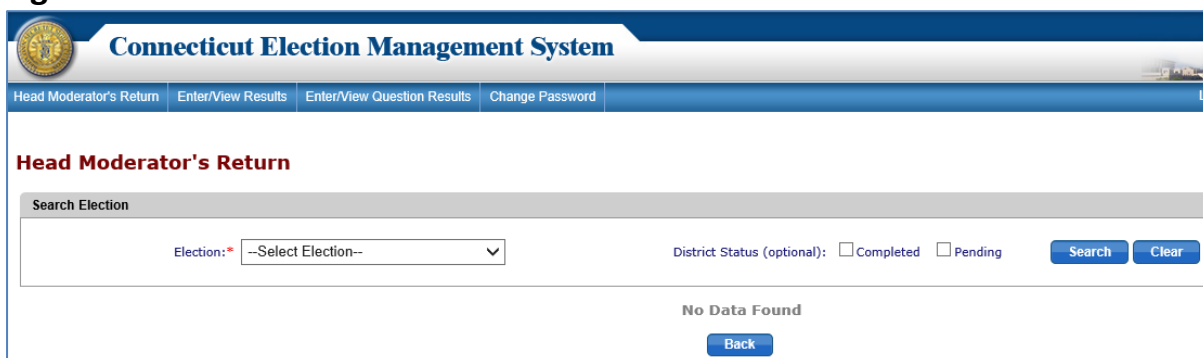 Connecticut Election Management System
Head Moderator's Return Enter/View Results Enter/View Question Results Change Password
Head Moderator's Return
Search Election
Election:* --Select Election-- District Status (optional): Completed Pending Search Clear
No Data Found
Back